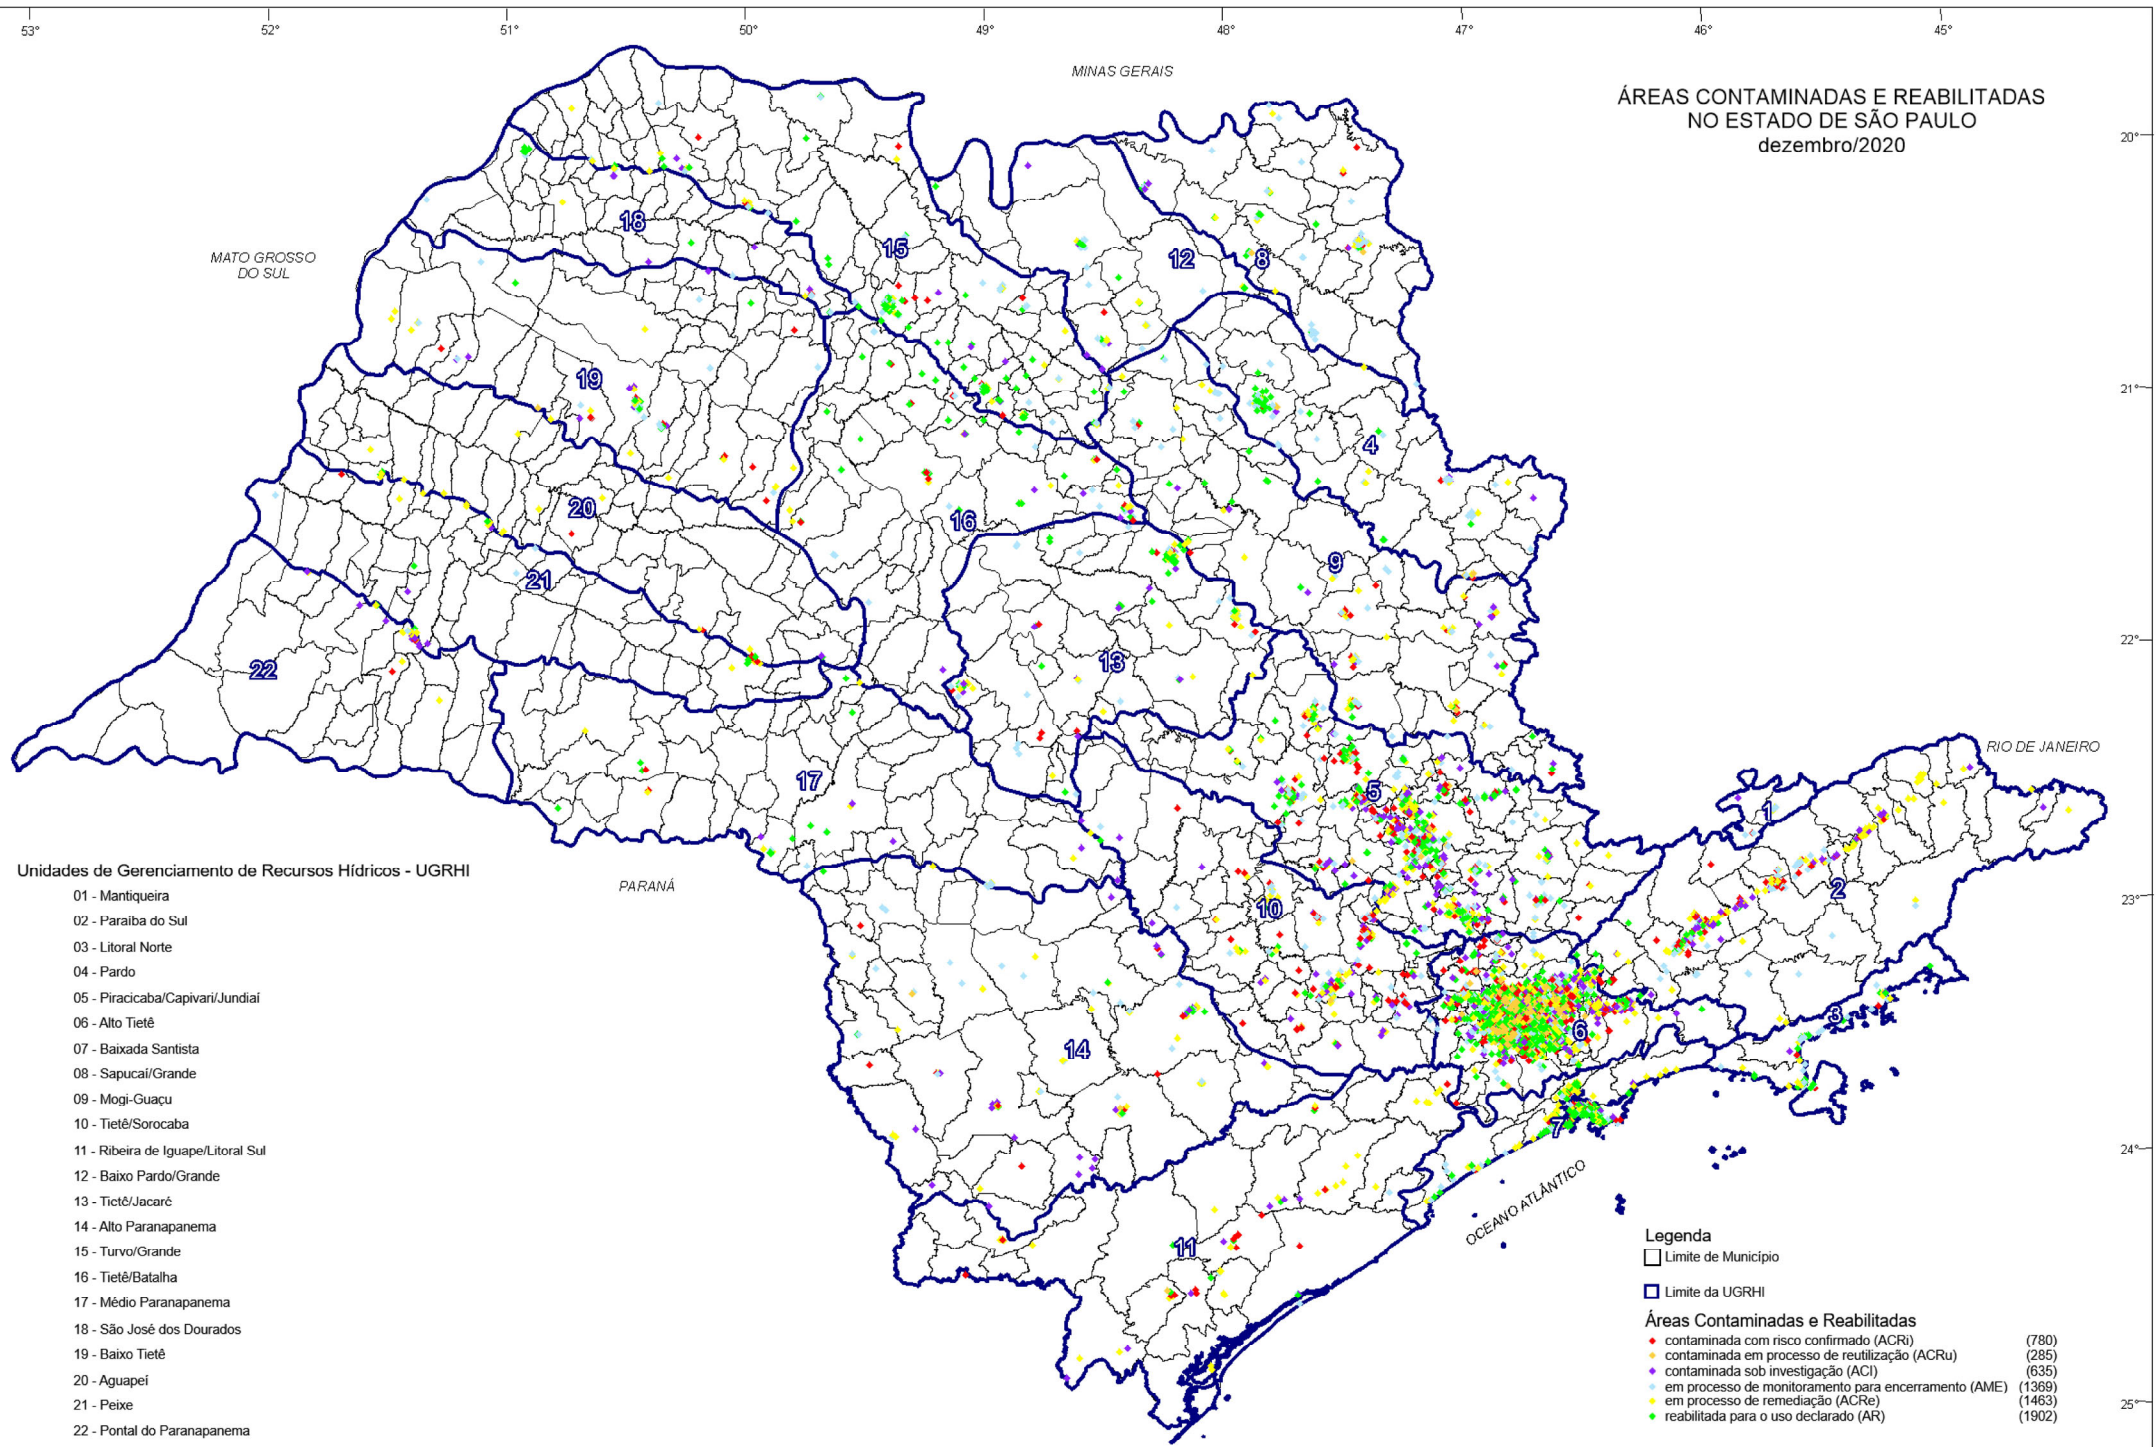 53°
52°
51°
50°
49°
48°
47°
46°
45°
MINAS GERAIS
ÁREAS CONTAMINADAS E REABILITADAS
NO ESTADO DE SÃO PAULO
dezembro/2020
20°
18
15
12
8
MATO GROSSO
DO SUL
19
21°
4
20
16
9
21
22°
13
22
RIO DE JANEIRO
17
5
1
PARANÁ
2
23°
10
3
6
14
7
24°
OCEANO ATLÂNTICO
11
25°
Unidades de Gerenciamento de Recursos Hídricos - UGRHI
01 - Mantiqueira
02 - Paraíba do Sul
03 - Litoral Norte
04 - Pardo
05 - Piracicaba/Capivari/Jundiaí
06 - Alto Tietê
07 - Baixada Santista
08 - Sapucaí/Grande
09 - Mogi-Guaçu
10 - Tietê/Sorocaba
11 - Ribeira de Iguape/Litoral Sul
12 - Baixo Pardo/Grande
13 - Tietê/Jacaré
14 - Alto Paranapanema
15 - Turvo/Grande
16 - Tietê/Batalha
17 - Médio Paranapanema
18 - São José dos Dourados
19 - Baixo Tietê
20 - Aguapeí
21 - Peixe
22 - Pontal do Paranapanema
Legenda
Limite de Município
Limite da UGRHI
Áreas Contaminadas e Reabilitadas
contaminada com risco confirmado (ACRi) (780)
contaminada em processo de reutilização (ACRu) (285)
contaminada sob investigação (ACI) (635)
em processo de monitoramento para encerramento (AME) (1369)
em processo de remediação (ACRe) (1463)
reabilitada para o uso declarado (AR) (1902)